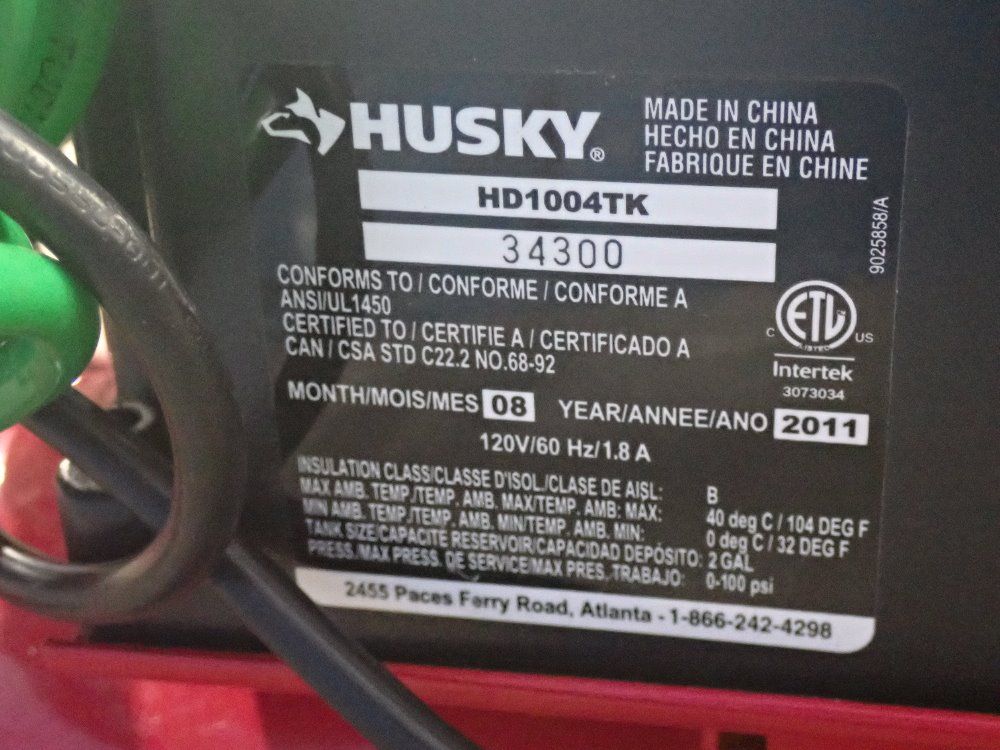 HUSKY®
MADE IN CHINA
HECHO EN CHINA
FABRIQUE EN CHINE
HD1004TK
34300
9025858/A
CONFORMS TO / CONFORME / CONFORME A
ANSI/UL1450
CERTIFIED TO / CERTIFIE A / CERTIFICADO A
CAN / CSA STD C22.2 NO.68-92
ETL
LISTED
C US
Intertek
3073034
MONTH/MOIS/MES 08 YEAR/ANNEE/ANO 2011
120V/60 Hz/1.8 A
INSULATION CLASS/CLASSE D'ISOL./CLASE DE AISL: B
MAX AMB. TEMP./TEMP. AMB. MAX/TEMP. AMB. MAX: 40 deg C / 104 DEG F
MIN AMB. TEMP./TEMP. AMB. MIN/TEMP. AMB. MIN: 0 deg C / 32 DEG F
TANK SIZE/CAPACITE RESERVOIR/CAPACIDAD DEPÓSITO: 2 GAL
PRESS./MAX PRESS. DE SERVICE/MAX PRES. TRABAJO: 0-100 psi
2455 Paces Ferry Road, Atlanta - 1-866-242-4298